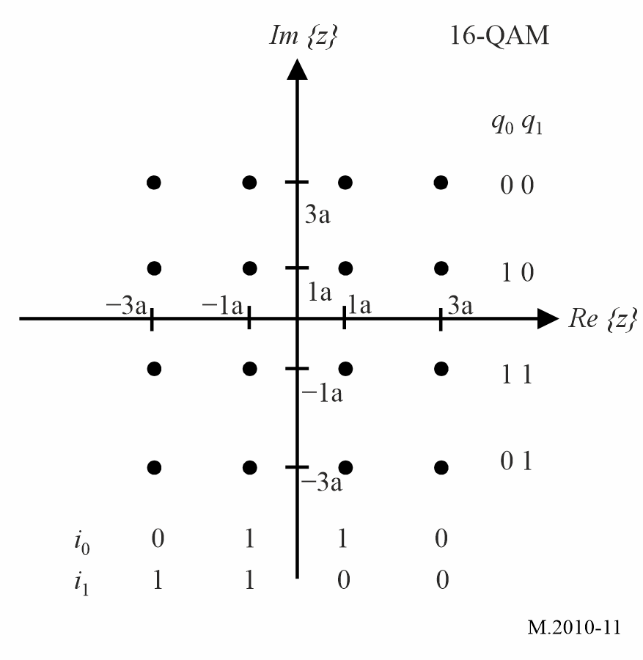 Im {z} 16-QAM
q0 q1
0 0
3a
1 0
1a
−3a −1a 1a 3a
Re {z}
1 1
−1a
0 1
−3a
i0 0 1 1 0
i1 1 1 0 0
M.2010-11